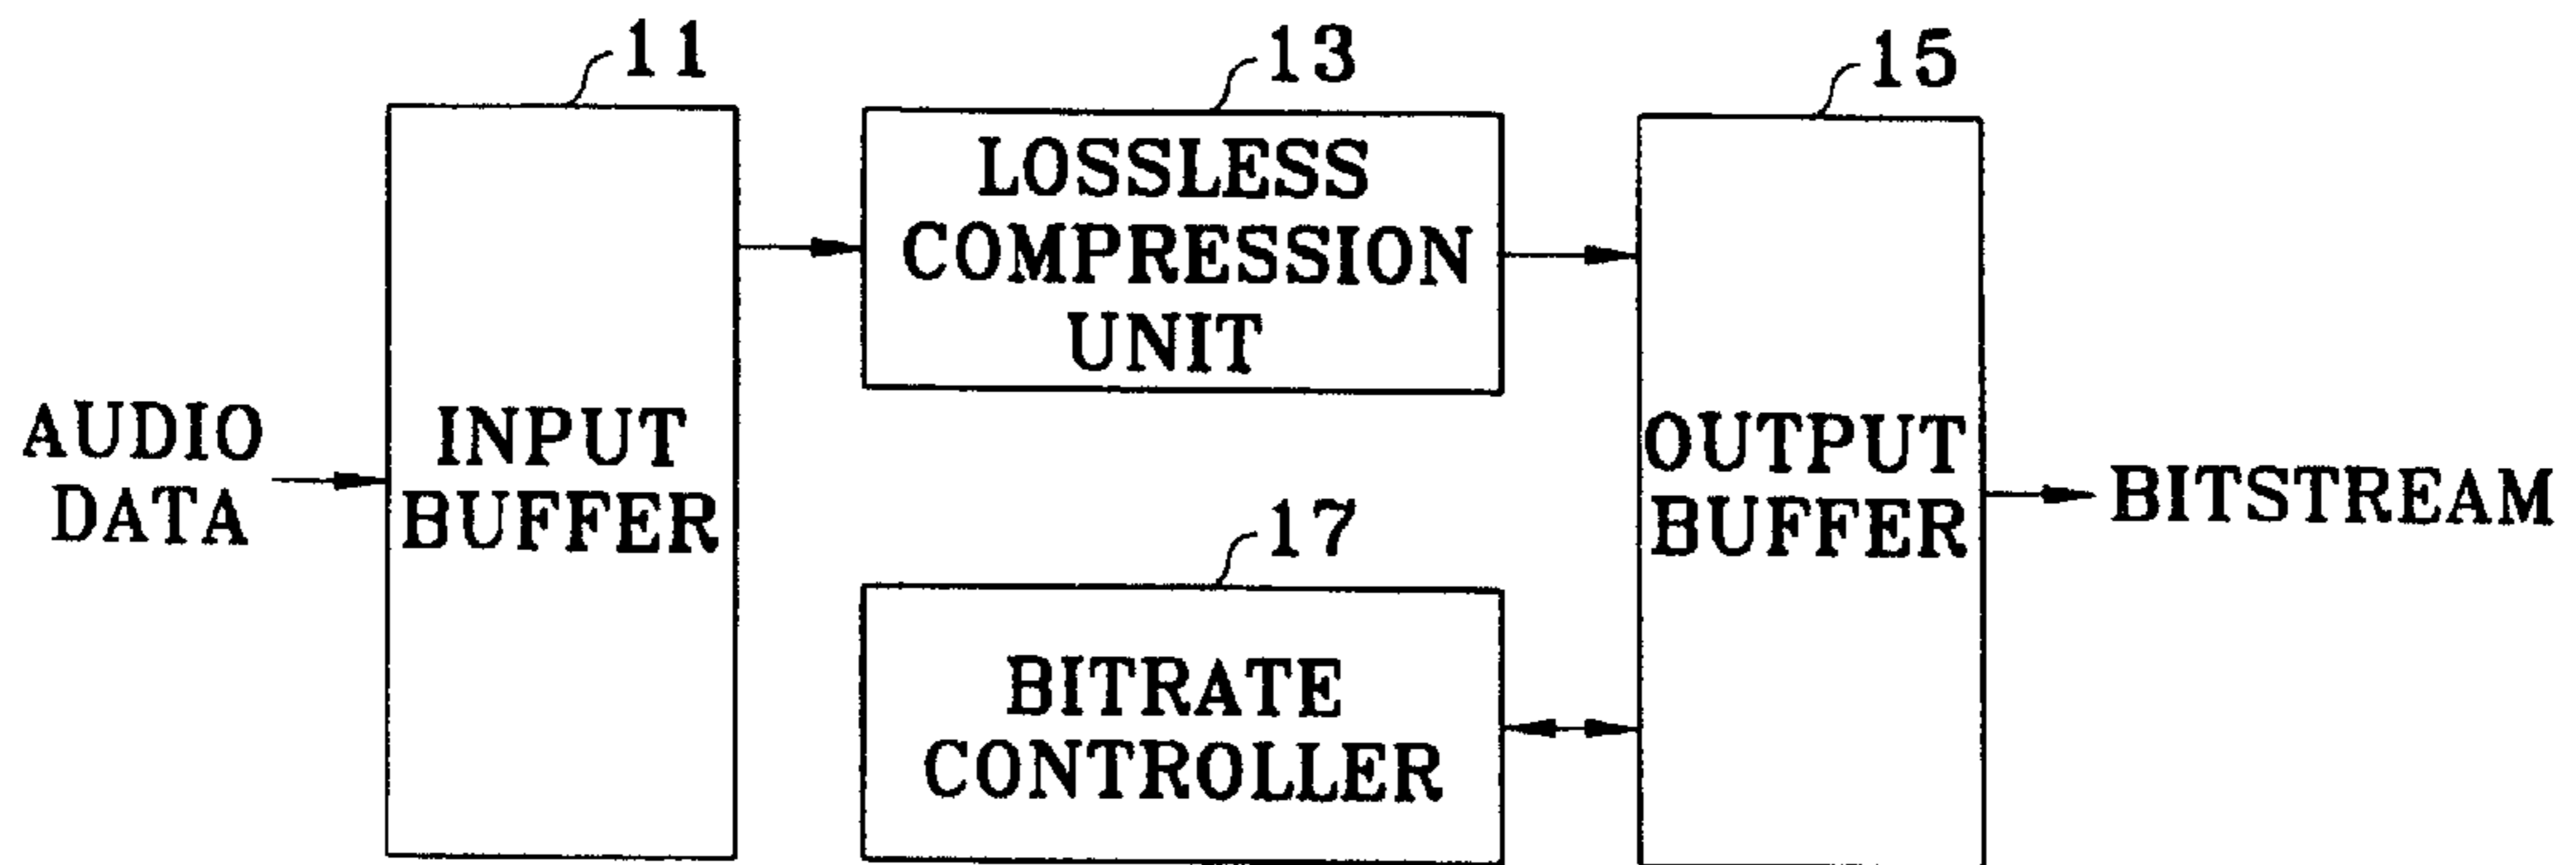 11
13
15
LOSSLESS
COMPRESSION
UNIT
AUDIO
DATA
INPUT
BUFFER
OUTPUT
BUFFER
BITSTREAM
17
BITRATE
CONTROLLER